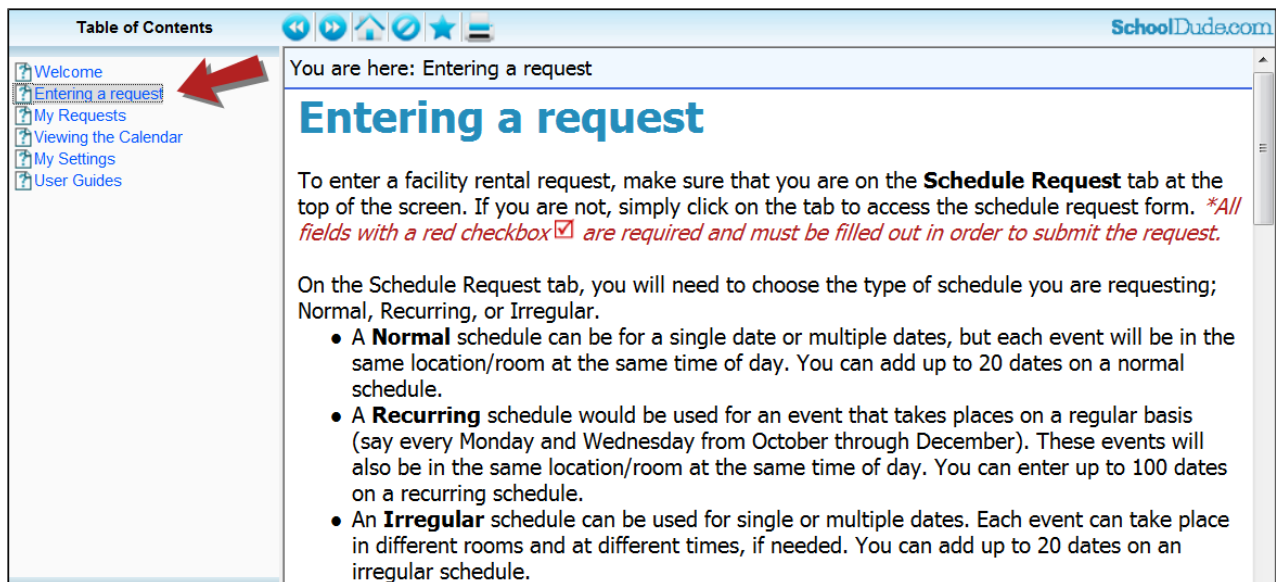 Table of Contents
SchoolDude.com
Welcome
Entering a request
My Requests
Viewing the Calendar
My Settings
User Guides
You are here: Entering a request
Entering a request
To enter a facility rental request, make sure that you are on the Schedule Request tab at the
top of the screen. If you are not, simply click on the tab to access the schedule request form. *All
fields with a red checkbox are required and must be filled out in order to submit the request.
On the Schedule Request tab, you will need to choose the type of schedule you are requesting;
Normal, Recurring, or Irregular.
● A Normal schedule can be for a single date or multiple dates, but each event will be in the
same location/room at the same time of day. You can add up to 20 dates on a normal
schedule.
● A Recurring schedule would be used for an event that takes places on a regular basis
(say every Monday and Wednesday from October through December). These events will
also be in the same location/room at the same time of day. You can enter up to 100 dates
on a recurring schedule.
● An Irregular schedule can be used for single or multiple dates. Each event can take place
in different rooms and at different times, if needed. You can add up to 20 dates on an
irregular schedule.